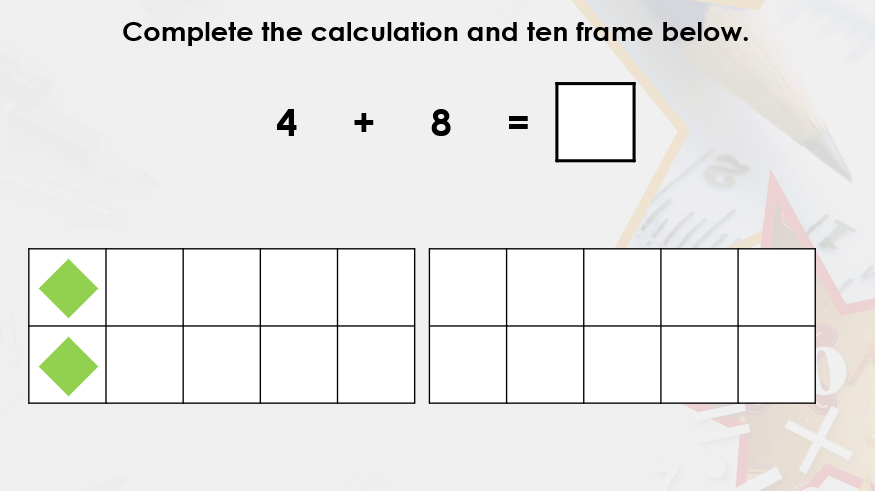 Complete the calculation and ten frame below.
4 + 8 =